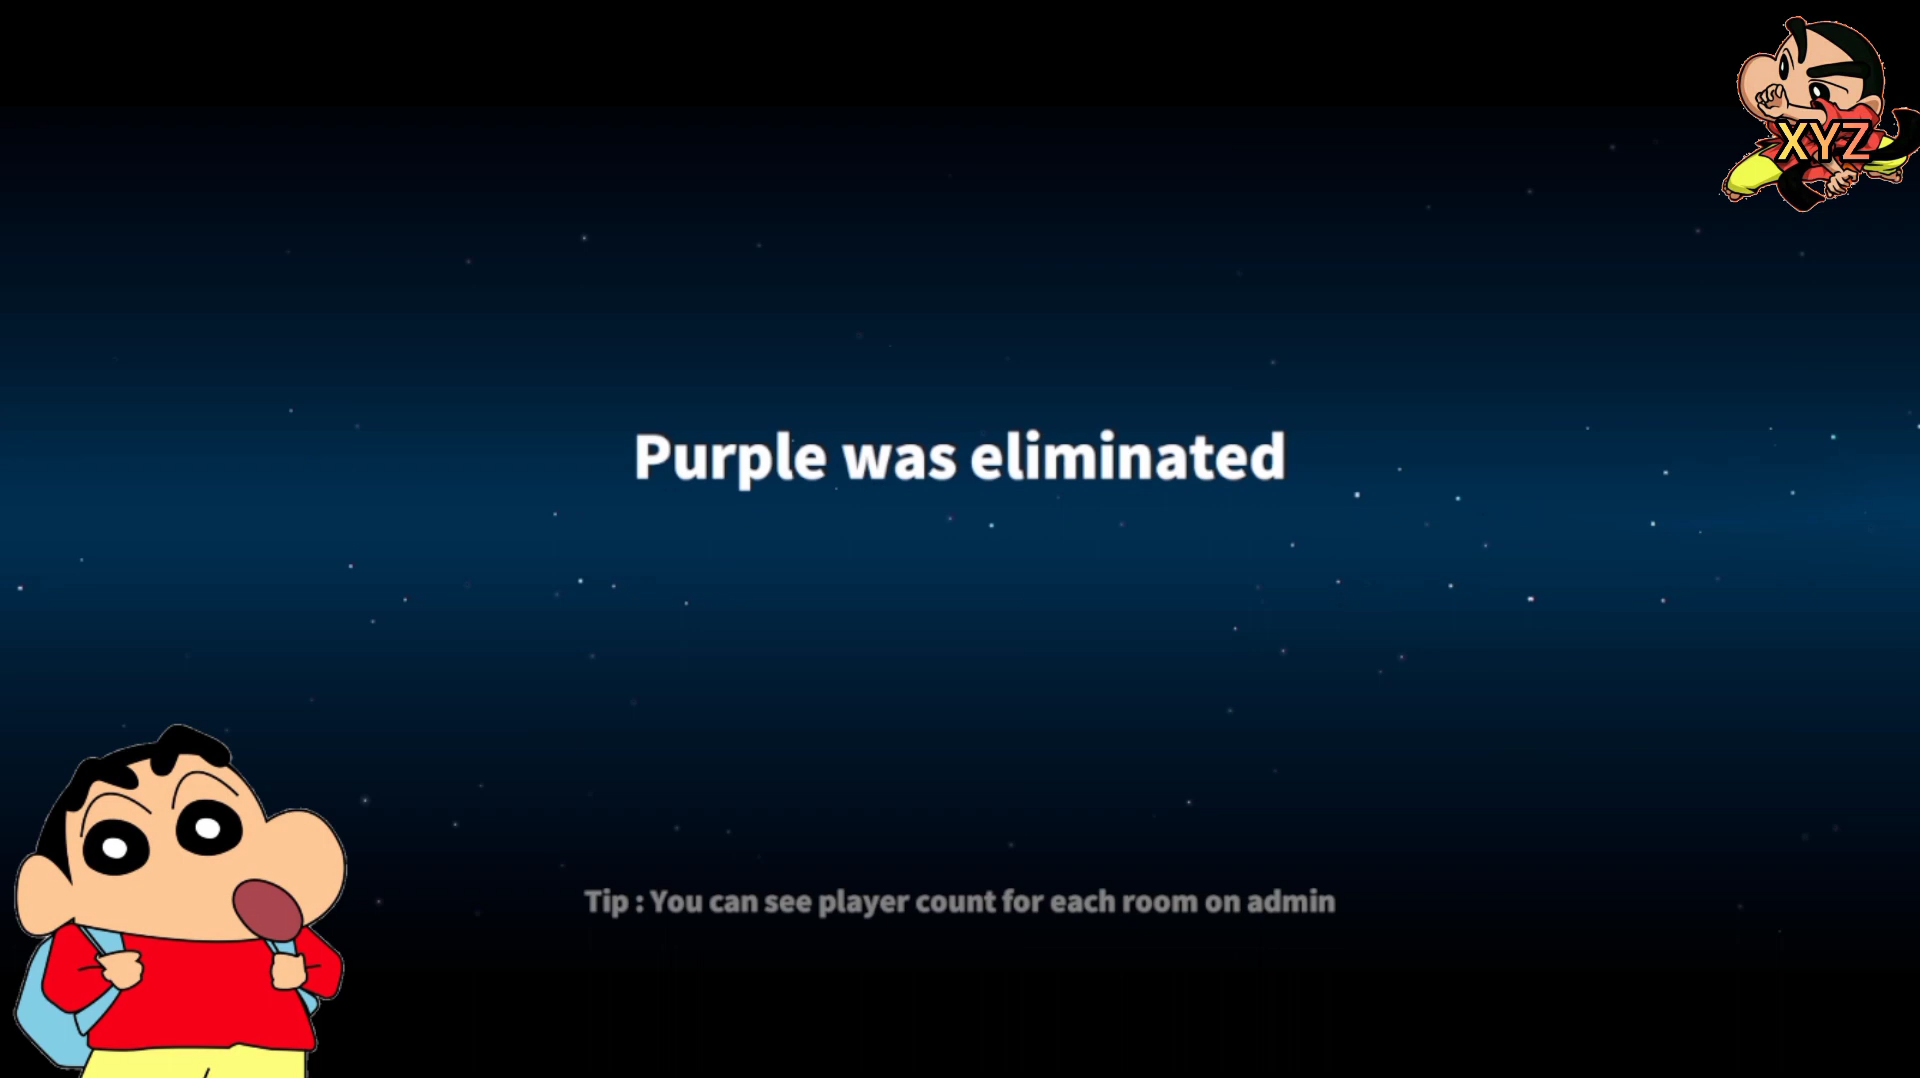 XYZ
Purple was eliminated
Tip : You can see player count for each room on admin